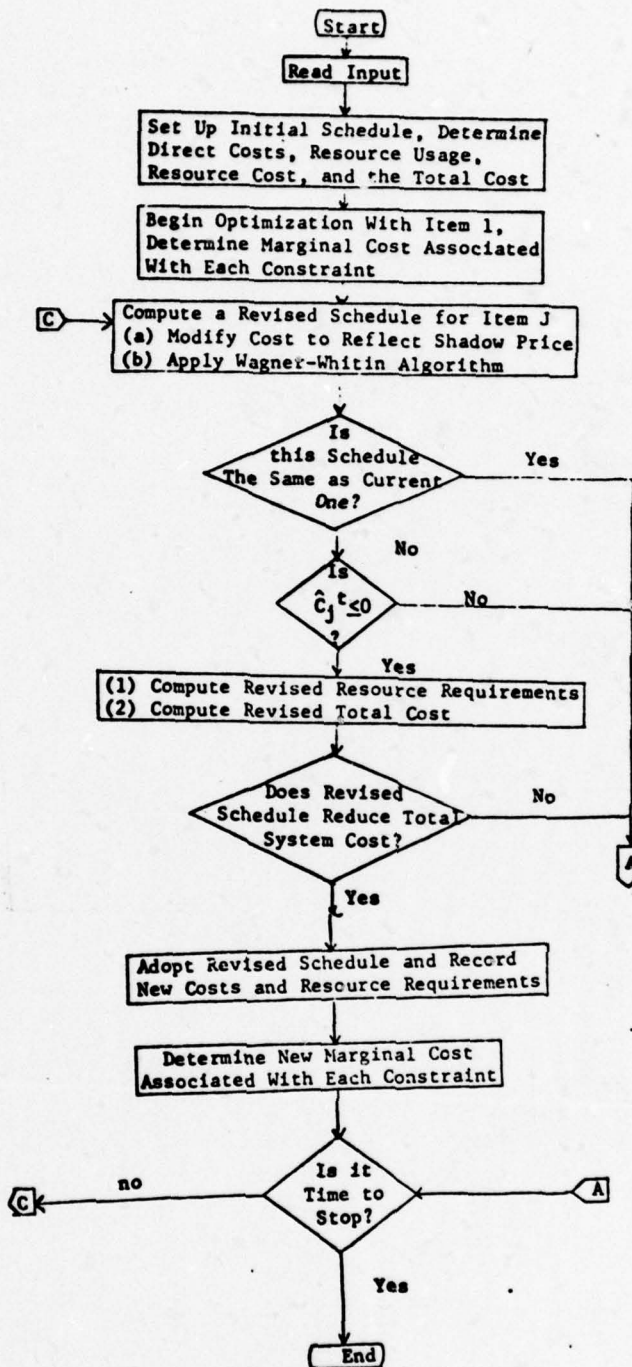 Start
Read Input
Set Up Initial Schedule, Determine
Direct Costs, Resource Usage,
Resource Cost, and the Total Cost
Begin Optimization With Item 1,
Determine Marginal Cost Associated
With Each Constraint
C
Compute a Revised Schedule for Item J
(a) Modify Cost to Reflect Shadow Price
(b) Apply Wagner-Whitin Algorithm
Is
this Schedule
The Same as Current
One?
Yes
No
Is
Ĉj^t ≤0
?
No
Yes
(1) Compute Revised Resource Requirements
(2) Compute Revised Total Cost
Does Revised
Schedule Reduce Total
System Cost?
No
A
Yes
Adopt Revised Schedule and Record
New Costs and Resource Requirements
Determine New Marginal Cost
Associated With Each Constraint
Is it
Time to
Stop?
no
C
A
Yes
End